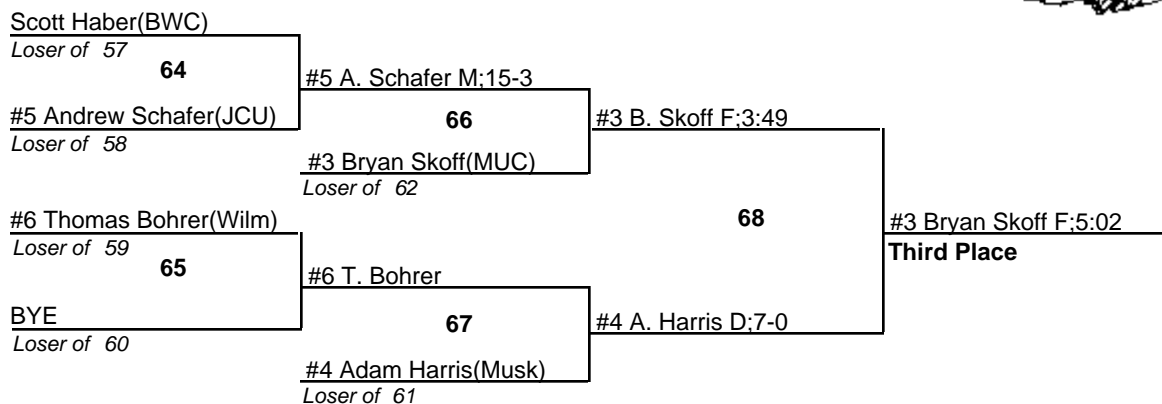 Scott Haber(BWC)
Loser of 57
64
#5 A. Schafer M;15-3
#5 Andrew Schafer(JCU)
Loser of 58
66
#3 B. Skoff F;3:49
#3 Bryan Skoff(MUC)
Loser of 62
#6 Thomas Bohrer(Wilm)
Loser of 59
65
68
#3 Bryan Skoff F;5:02
Third Place
#6 T. Bohrer
BYE
Loser of 60
67
#4 A. Harris D;7-0
#4 Adam Harris(Musk)
Loser of 61